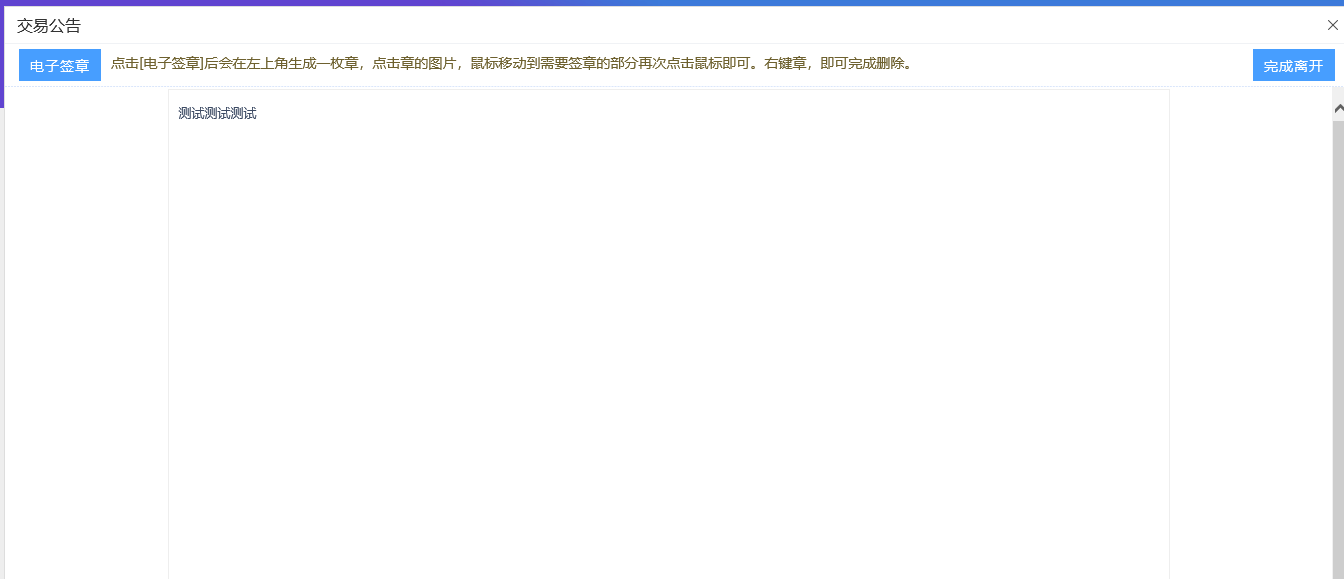 交易公告
电子签章 点击[电子签章]后会在左上角生成一枚章，点击章的图片，鼠标移动到需要签章的部分再次点击鼠标即可。右键章，即可完成删除。 完成离开
测试测试测试